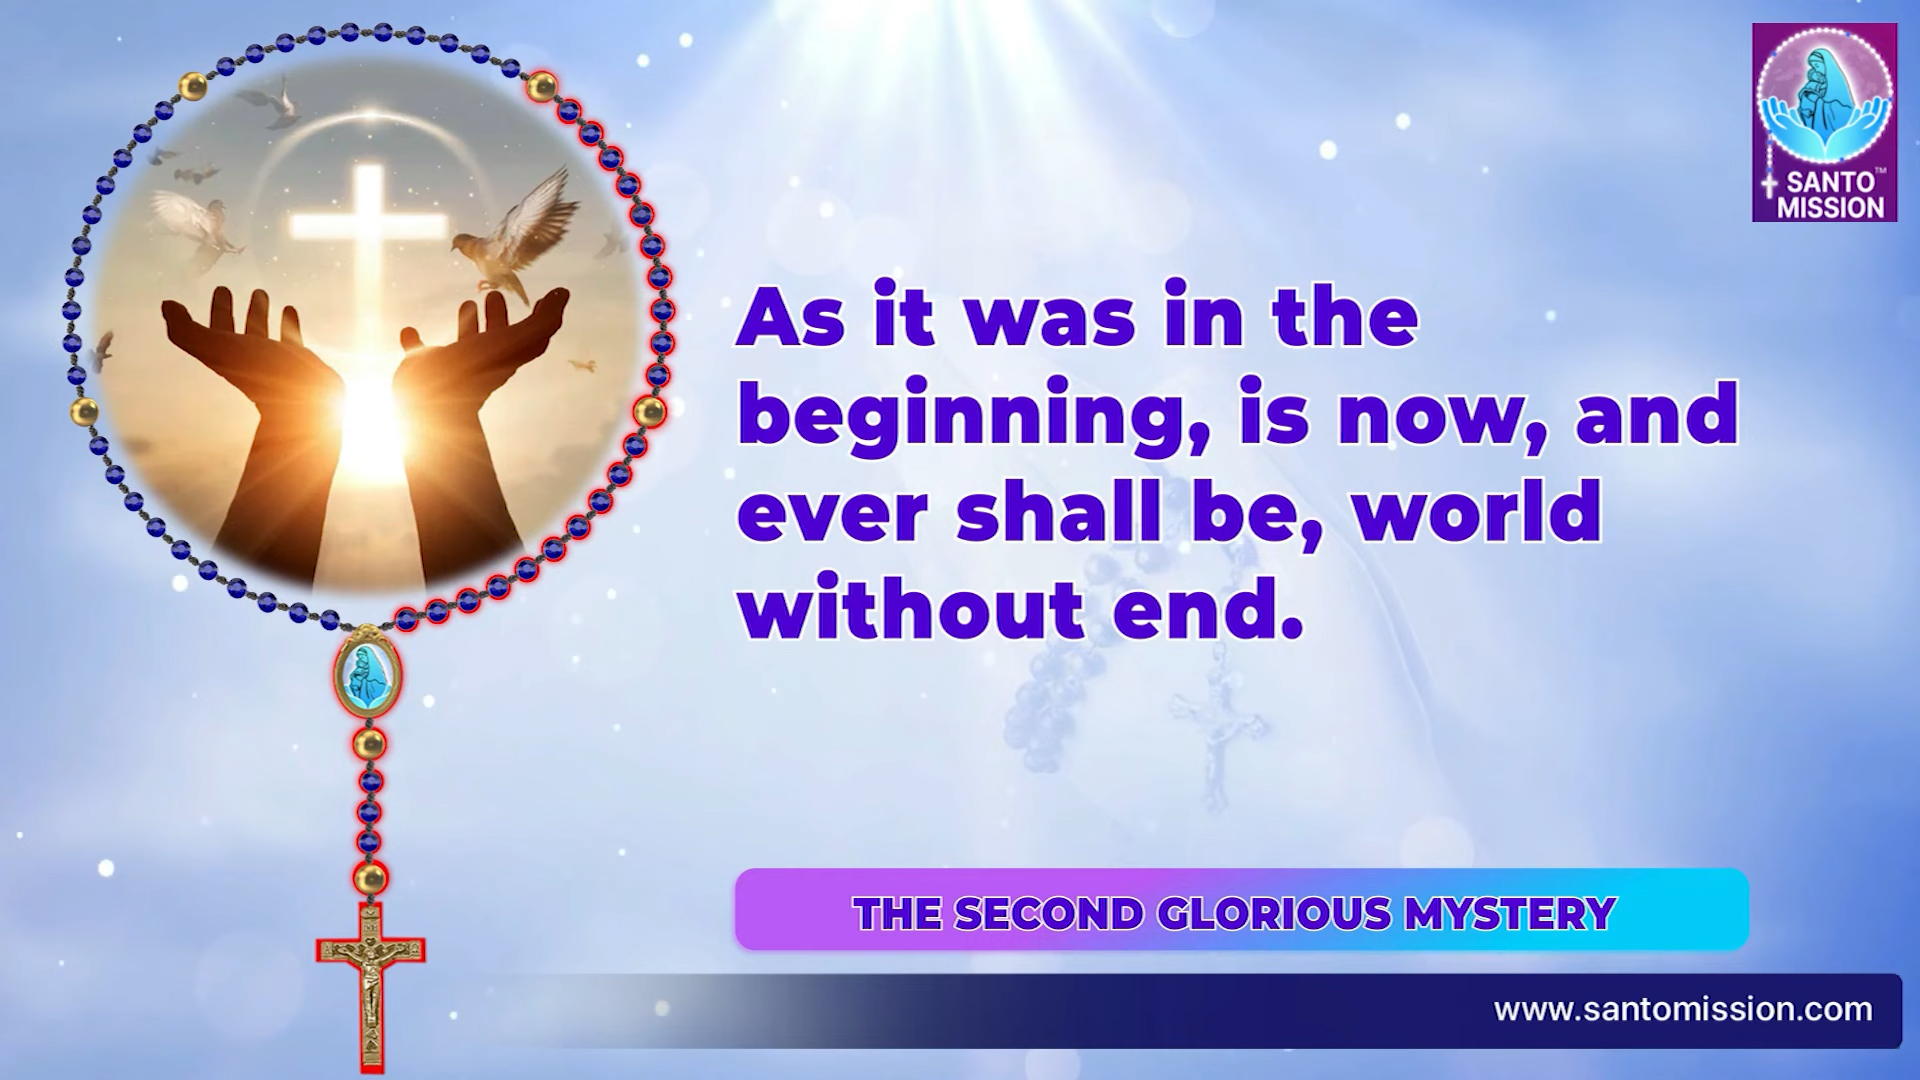 SANTO™
MISSION
As it was in the
beginning, is now, and
ever shall be, world
without end.
THE SECOND GLORIOUS MYSTERY
www.santomission.com